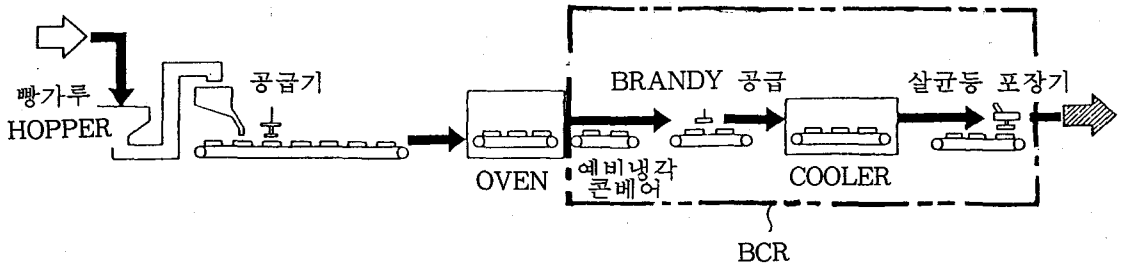 빵가루
HOPPER
공급기
OVEN
예비냉각
콘베어
BRANDY 공급
COOLER
살균등 포장기
BCR